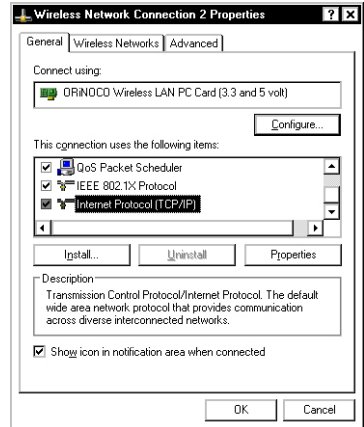 Wireless Network Connection 2 Properties
General Wireless Networks Advanced
Connect using:
ORiNOCO Wireless LAN PC Card (3.3 and 5 volt)
Configure...
This connection uses the following items:
QoS Packet Scheduler
IEEE 802.1X Protocol
Internet Protocol (TCP/IP)
Install... Uninstall Properties
Description
Transmission Control Protocol/Internet Protocol. The default
wide area network protocol that provides communication
across diverse interconnected networks.
Show icon in notification area when connected
OK Cancel